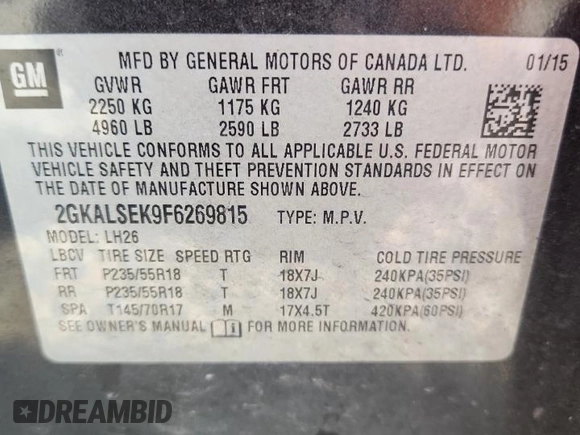 GM
MFD BY GENERAL MOTORS OF CANADA LTD. 01/15
GVWR GAWR FRT GAWR RR
2250 KG 1175 KG 1240 KG
4960 LB 2590 LB 2733 LB
THIS VEHICLE CONFORMS TO ALL APPLICABLE U.S. FEDERAL MOTOR
VEHICLE SAFETY AND THEFT PREVENTION STANDARDS IN EFFECT ON
THE DATE OF MANUFACTURE SHOWN ABOVE.
2GKALSEK9F6269815 TYPE: M.P.V.
MODEL: LH26
LBCV TIRE SIZE SPEED RTG RIM COLD TIRE PRESSURE
FRT P235/55R18 T 18X7J 240KPA(35PSI)
RR P235/55R18 T 18X7J 240KPA(35PSI)
SPA T145/70R17 M 17X4.5T 420KPA(60PSI)
SEE OWNER'S MANUAL FOR MORE INFORMATION.
DREAMBID